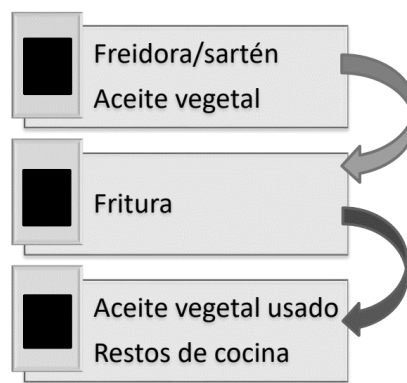 Freidora/sartén
Aceite vegetal
Fritura
Aceite vegetal usado
Restos de cocina